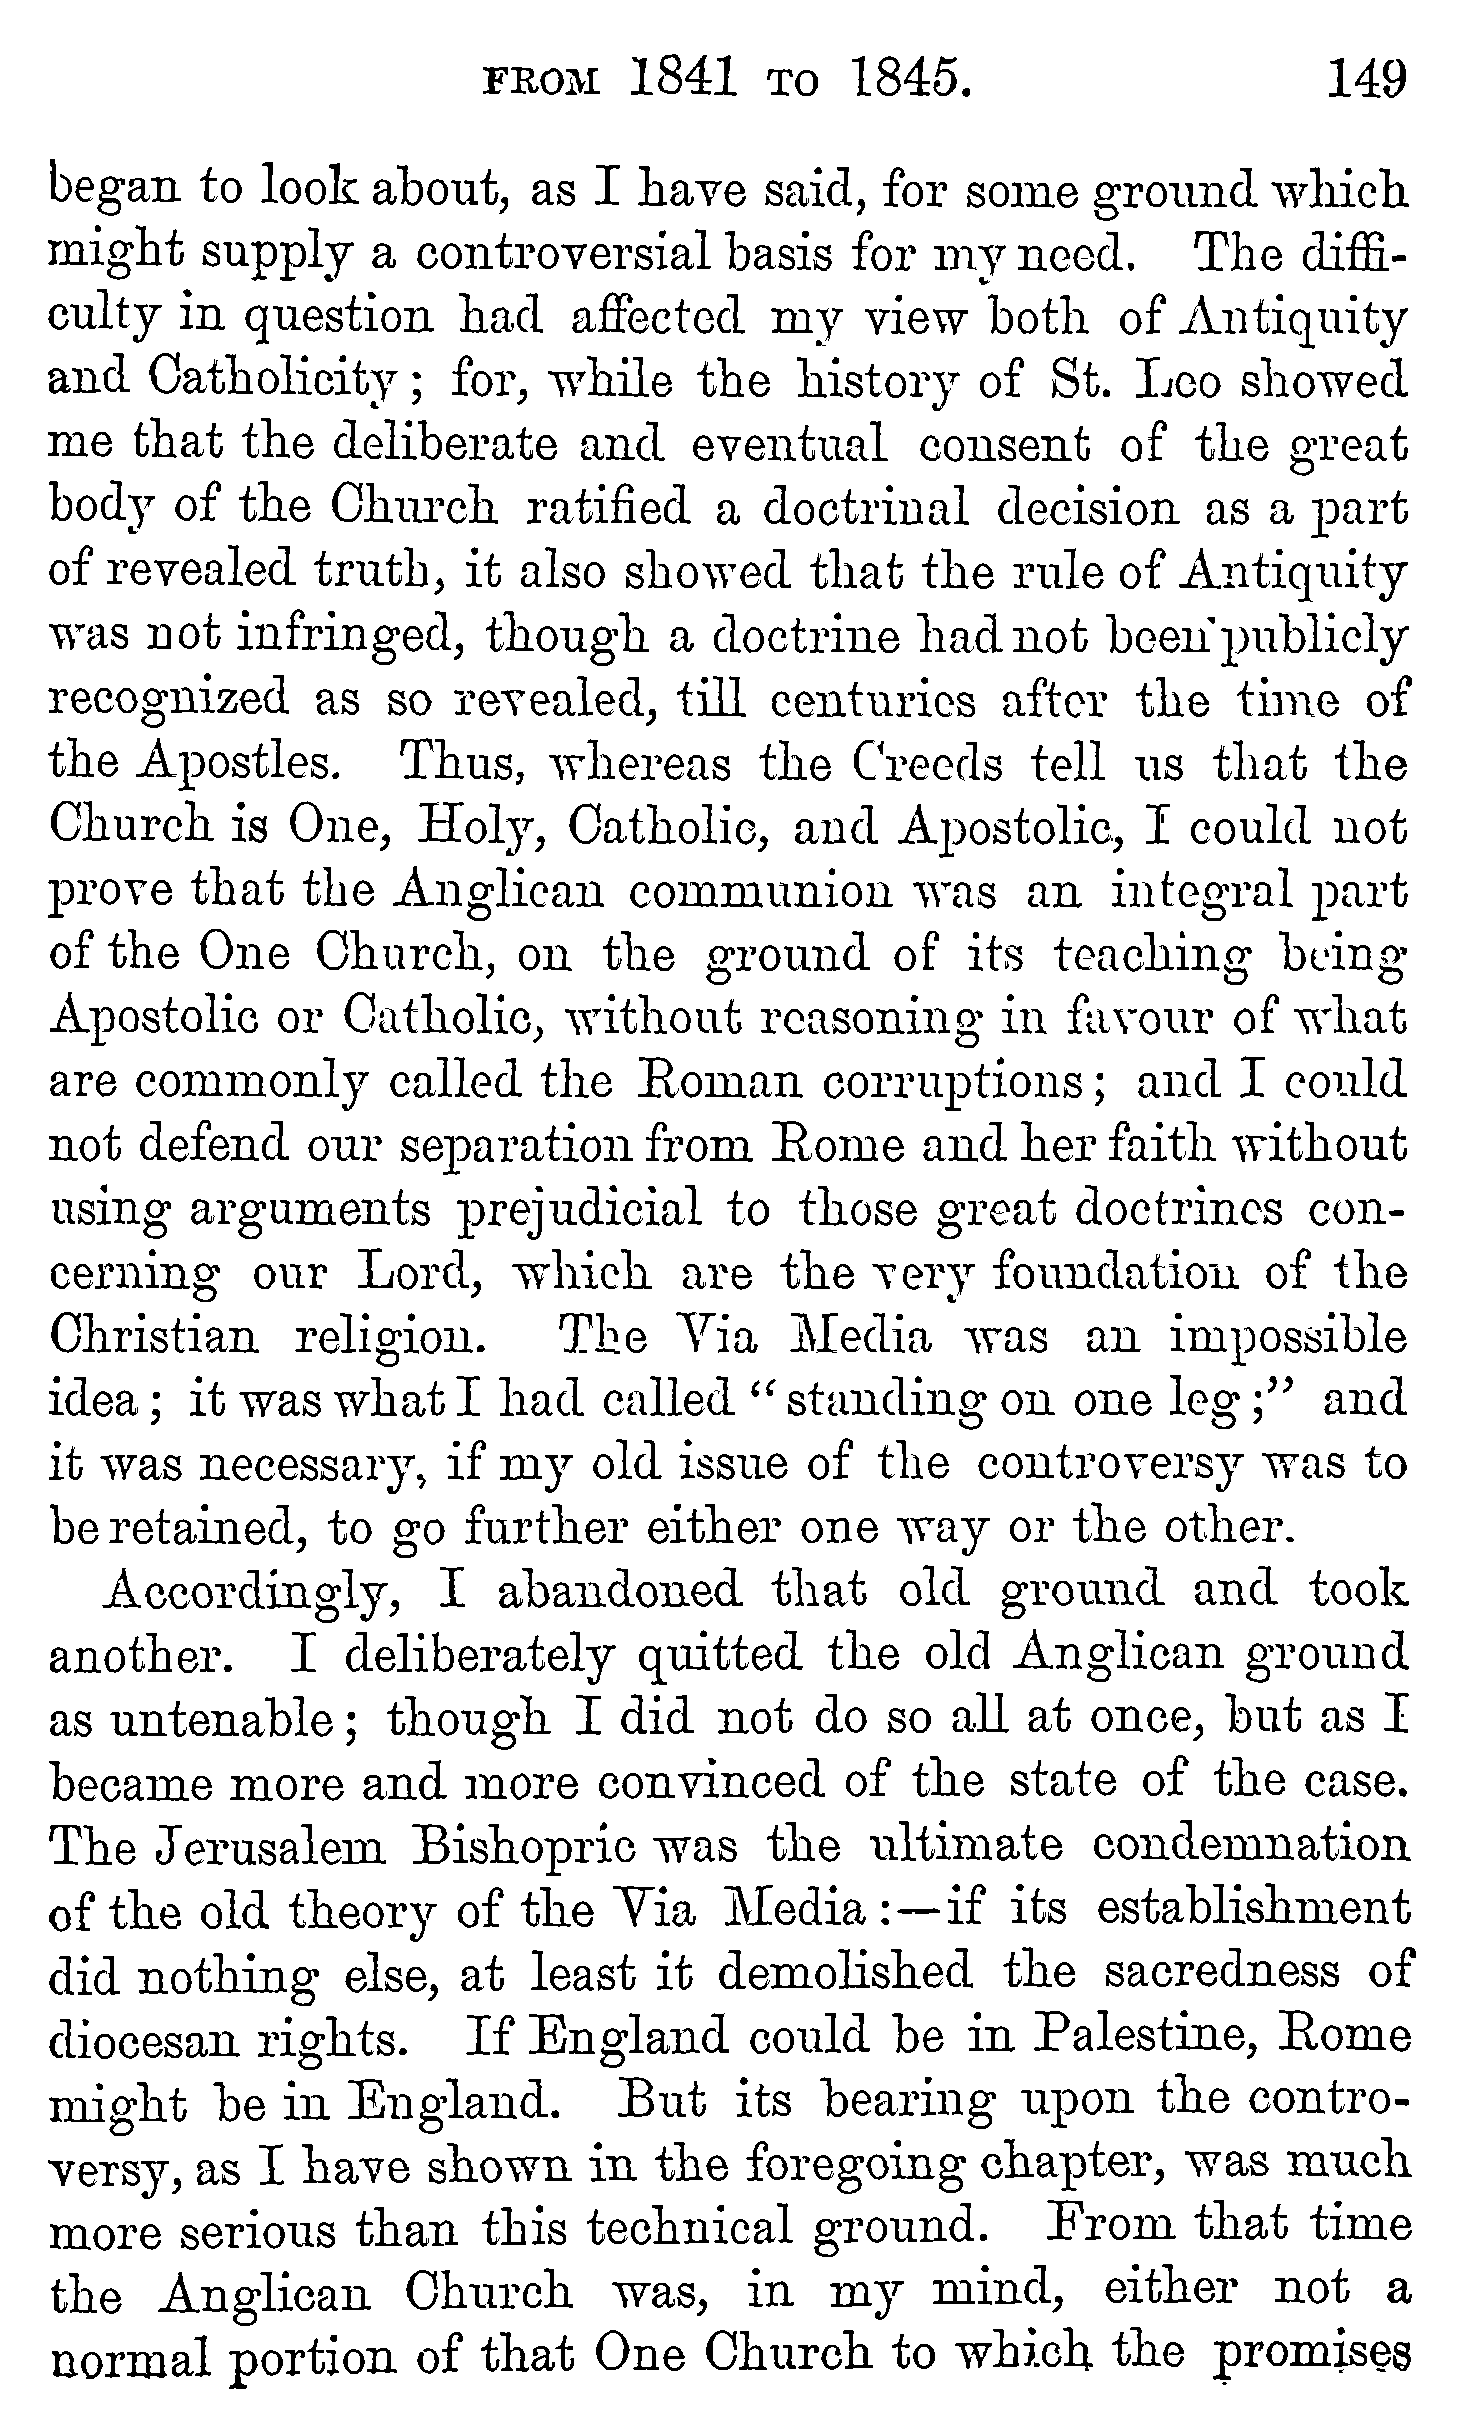 FROM 1841 TO 1845. 149
began to look about, as I have said, for some ground which
might supply a controversial basis for my need. The diffi-
culty in question had affected my view both of Antiquity
and Catholicity; for, while the history of St. Leo showed
me that the deliberate and eventual consent of the great
body of the Church ratified a doctrinal decision as a part
of revealed truth, it also showed that the rule of Antiquity
was not infringed, though a doctrine had not been publicly
recognized as so revealed, till centuries after the time of
the Apostles. Thus, whereas the Creeds tell us that the
Church is One, Holy, Catholic, and Apostolic, I could not
prove that the Anglican communion was an integral part
of the One Church, on the ground of its teaching being
Apostolic or Catholic, without reasoning in favour of what
are commonly called the Roman corruptions; and I could
not defend our separation from Rome and her faith without
using arguments prejudicial to those great doctrines con-
cerning our Lord, which are the very foundation of the
Christian religion. The Via Media was an impossible
idea; it was what I had called "standing on one leg;" and
it was necessary, if my old issue of the controversy was to
be retained, to go further either one way or the other.
Accordingly, I abandoned that old ground and took
another. I deliberately quitted the old Anglican ground
as untenable; though I did not do so all at once, but as I
became more and more convinced of the state of the case.
The Jerusalem Bishopric was the ultimate condemnation
of the old theory of the Via Media:—if its establishment
did nothing else, at least it demolished the sacredness of
diocesan rights. If England could be in Palestine, Rome
might be in England. But its bearing upon the contro-
versy, as I have shown in the foregoing chapter, was much
more serious than this technical ground. From that time
the Anglican Church was, in my mind, either not a
normal portion of that One Church to which the promises